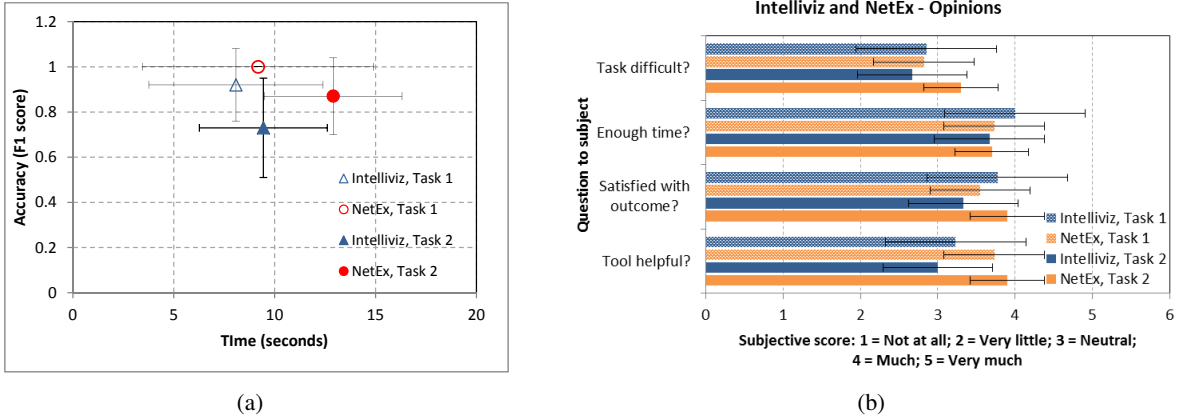 1.2
1
0.8
0.6
0.4
0.2
0
0
5
10
15
20
Accuracy (F1 score)
TIme (seconds)
Intelliviz, Task 1
NetEx, Task 1
Intelliviz, Task 2
NetEx, Task 2
(a)
Intelliviz and NetEx - Opinions
Question to subject
Task difficult?
Enough time?
Satisfied with
outcome?
Tool helpful?
Intelliviz, Task 1
NetEx, Task 1
Intelliviz, Task 2
NetEx, Task 2
0
1
2
3
4
5
6
Subjective score: 1 = Not at all; 2 = Very little; 3 = Neutral;
4 = Much; 5 = Very much
(b)